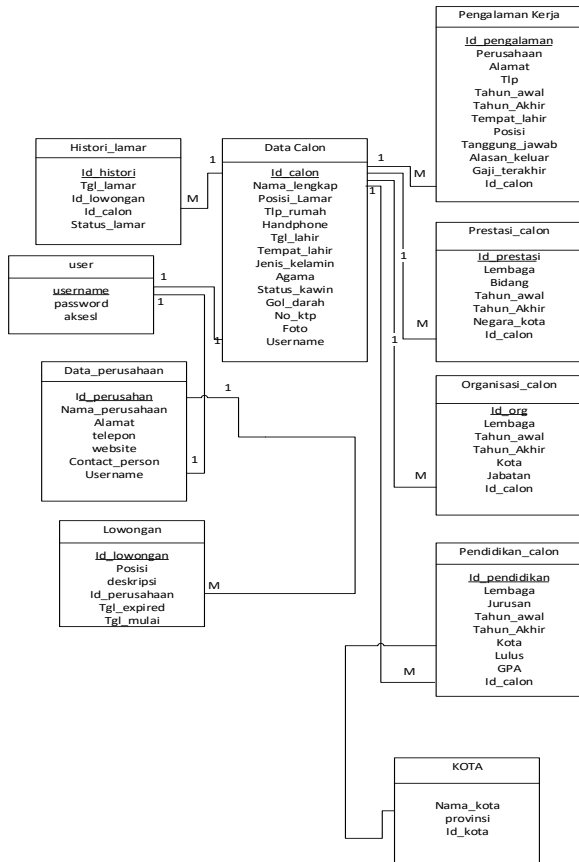 Histori_lamar
Id_histori
Tgl_lamar
Id_lowongan
Id_calon
Status_lamar
1
M
user
username
password
aksesl
1
1
Data_perusahaan
Id_perusahan
Nama_perusahaan
Alamat
telepon
website
Contact_person
Username
1
1
Lowongan
Id_lowongan
Posisi
deskripsi
Id_perusahaan
Tgl_expired
Tgl_mulai
M
Data Calon
Id_calon
Nama_lengkap
Posisi_Lamar
Tlp_rumah
Handphone
Tgl_lahir
Tempat_lahir
Jenis_kelamin
Agama
Status_kawin
Gol_darah
No_ktp
Foto
Username
1
1
1
1
1
Pengalaman Kerja
Id_pengalaman
Perusahaan
Alamat
Tlp
Tahun_awal
Tahun_Akhir
Tempat_lahir
Posisi
Tanggung_jawab
Alasan_keluar
Gaji_terakhir
Id_calon
M
Prestasi_calon
Id_prestasi
Lembaga
Bidang
Tahun_awal
Tahun_Akhir
Negara_kota
Id_calon
M
Organisasi_calon
Id_org
Lembaga
Tahun_awal
Tahun_Akhir
Kota
Jabatan
Id_calon
M
Pendidikan_calon
Id_pendidikan
Lembaga
Jurusan
Tahun_awal
Tahun_Akhir
Kota
Lulus
GPA
Id_calon
M
KOTA
Nama_kota
provinsi
Id_kota